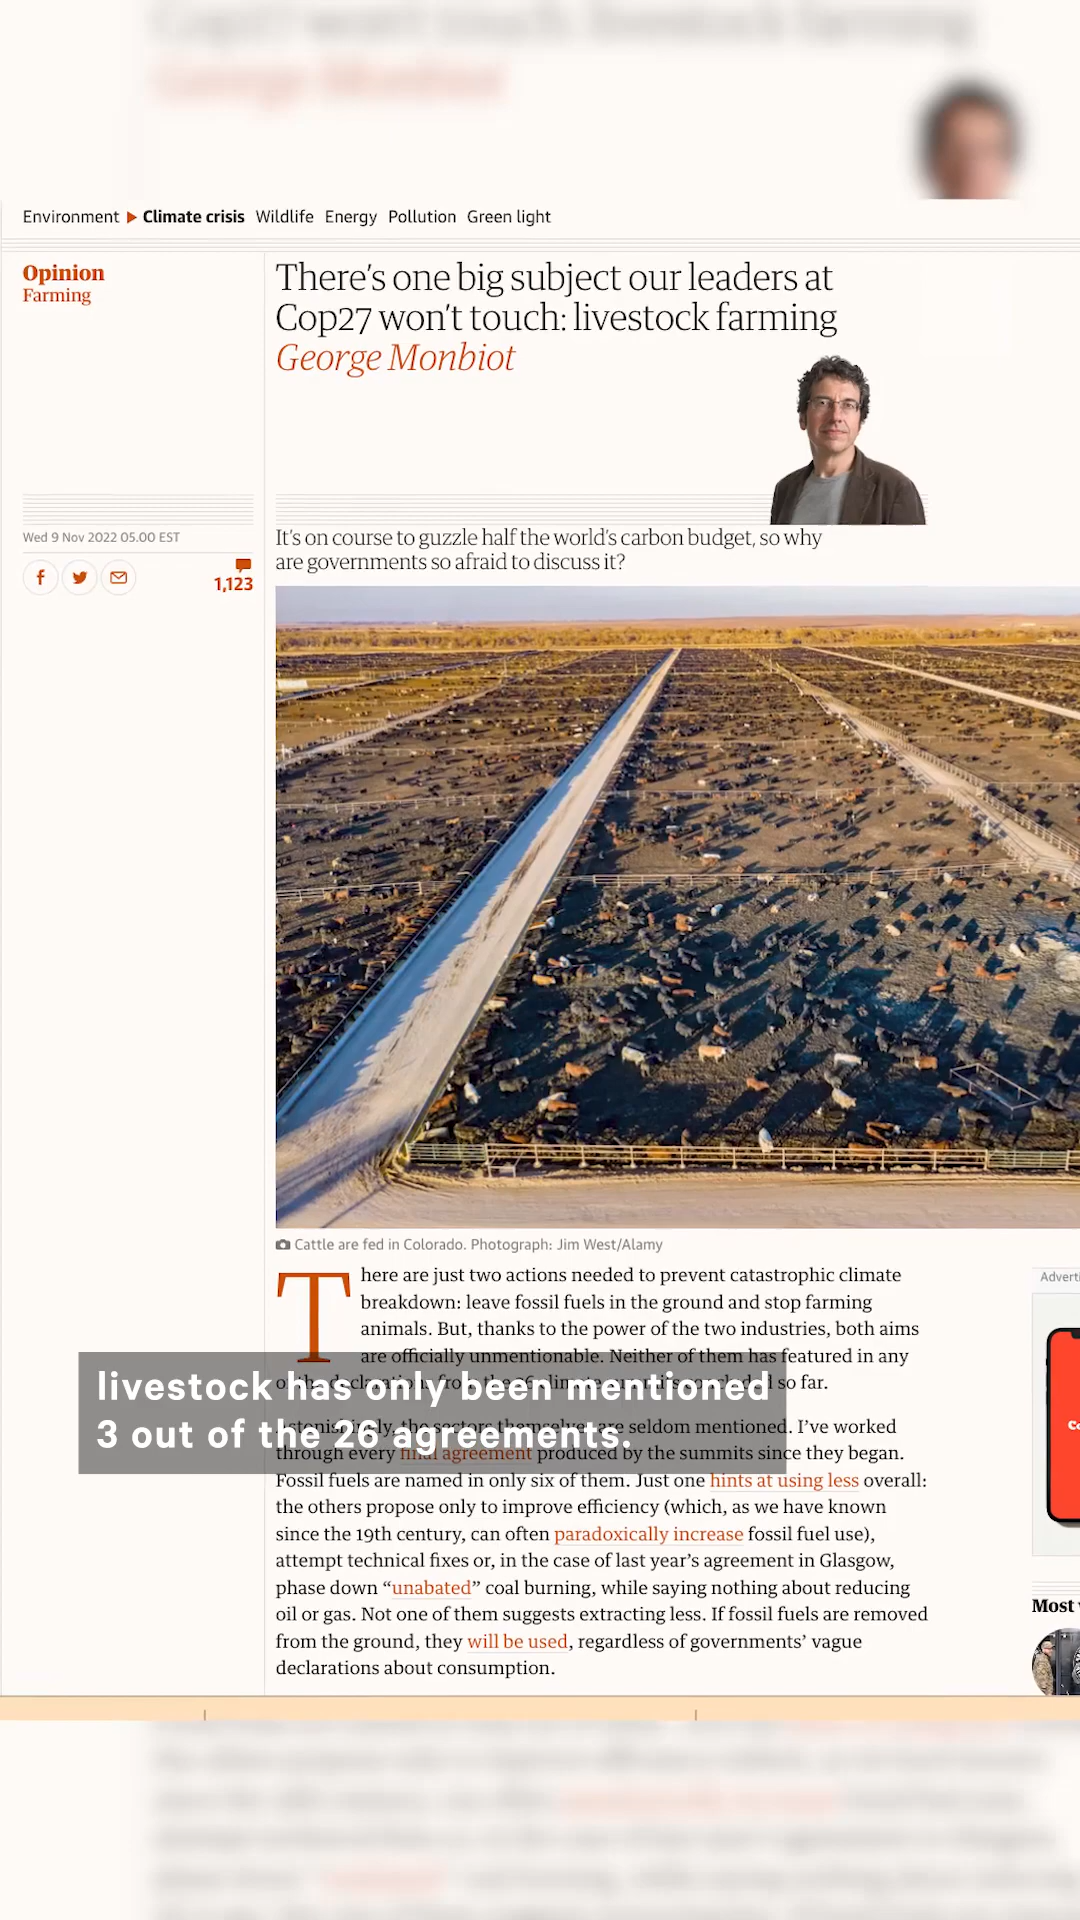 Environment Climate crisis Wildlife Energy Pollution Green light
Opinion
Farming
There's one big subject our leaders at
Cop27 won't touch: livestock farming
George Monbiot
Wed 9 Nov 2022 05.00 EST
1,123
It's on course to guzzle half the world's carbon budget, so why
are governments so afraid to discuss it?
Cattle are fed in Colorado. Photograph: Jim West/Alamy
There are just two actions needed to prevent catastrophic climate
breakdown: leave fossil fuels in the ground and stop farming
animals. But, thanks to the power of the two industries, both aims
are officially unmentionable. Neither of them has featured in any
so far.
livestock has only been mentioned
3 out of the 26 agreements.
the sectors themselves are seldom mentioned. I've worked
through every final agreement produced by the summits since they began.
Fossil fuels are named in only six of them. Just one hints at using less overall:
the others propose only to improve efficiency (which, as we have known
since the 19th century, can often paradoxically increase fossil fuel use),
attempt technical fixes or, in the case of last year's agreement in Glasgow,
phase down “unabated” coal burning, while saying nothing about reducing
oil or gas. Not one of them suggests extracting less. If fossil fuels are removed
from the ground, they will be used, regardless of governments' vague
declarations about consumption.
Most